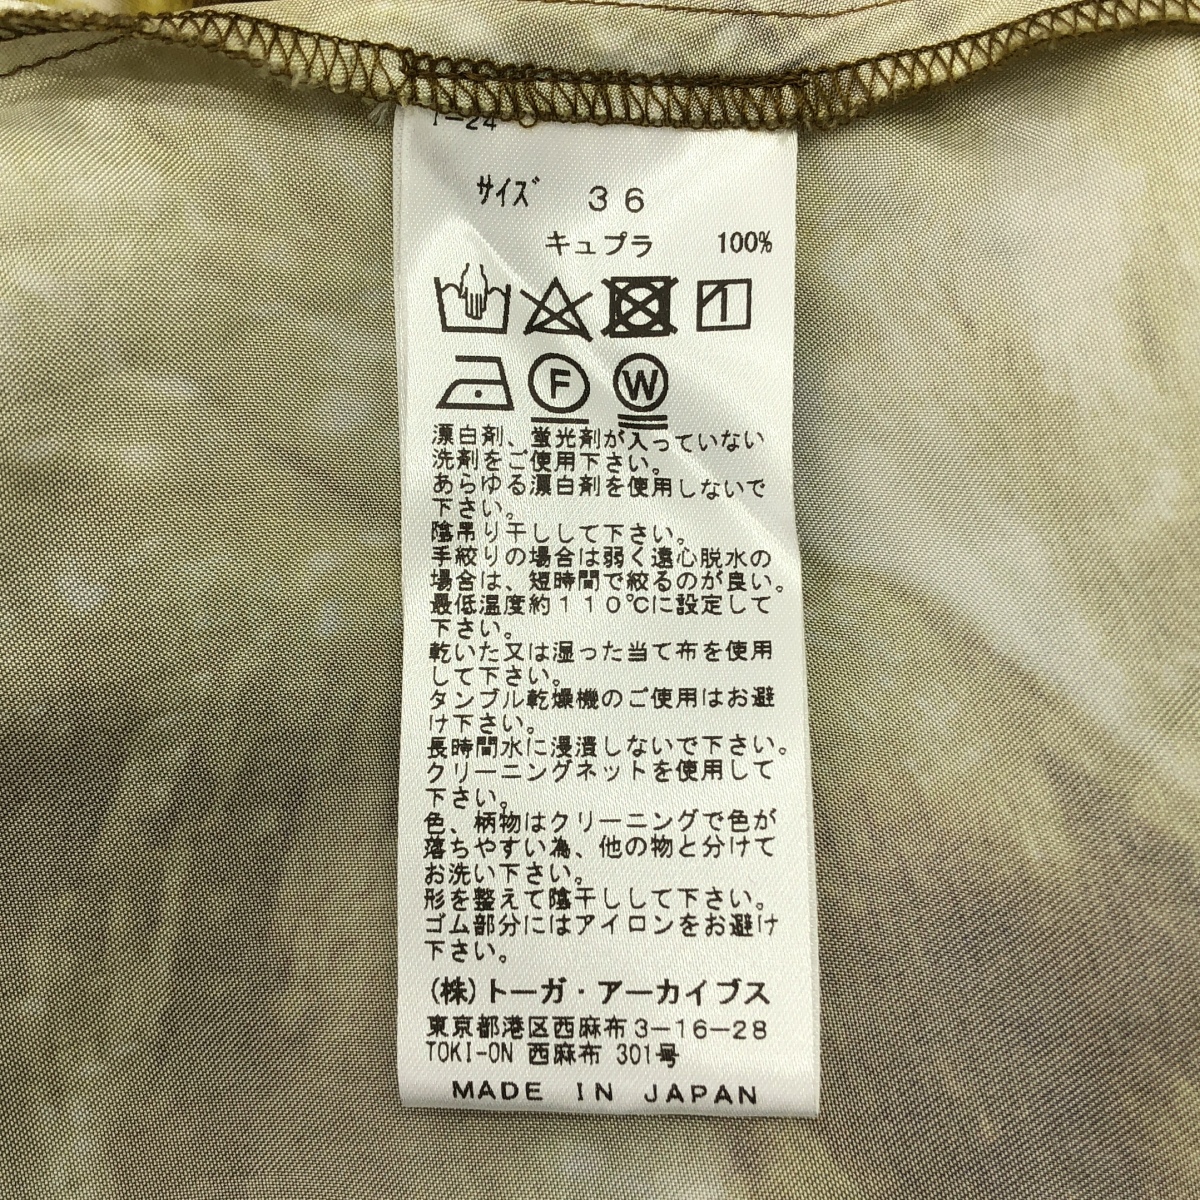 サイズ 36
キュプラ 100%
F W
漂白剤、蛍光剤が入っていない
洗剤をご使用下さい。
あらゆる漂白剤を使用しないで
下さい。
陰吊り干しして下さい。
手絞りの場合は弱く遠心脱水の
場合は、短時間で絞るのが良い。
最低温度約110℃に設定して
下さい。
乾いた又は湿った当て布を使用
して下さい。
タンブル乾燥機のご使用はお避
け下さい。
長時間水に浸漬しないで下さい。
クリーニングネットを使用して
下さい。
色、柄物はクリーニングで色が
落ちやすい為、他の物と分けて
お洗い下さい。
形を整えて陰干しして下さい。
ゴム部分にはアイロンをお避け
下さい。
(株)トーガ・アーカイブス
東京都港区西麻布3-16-28
TOKI-ON 西麻布 301号
MADE IN JAPAN